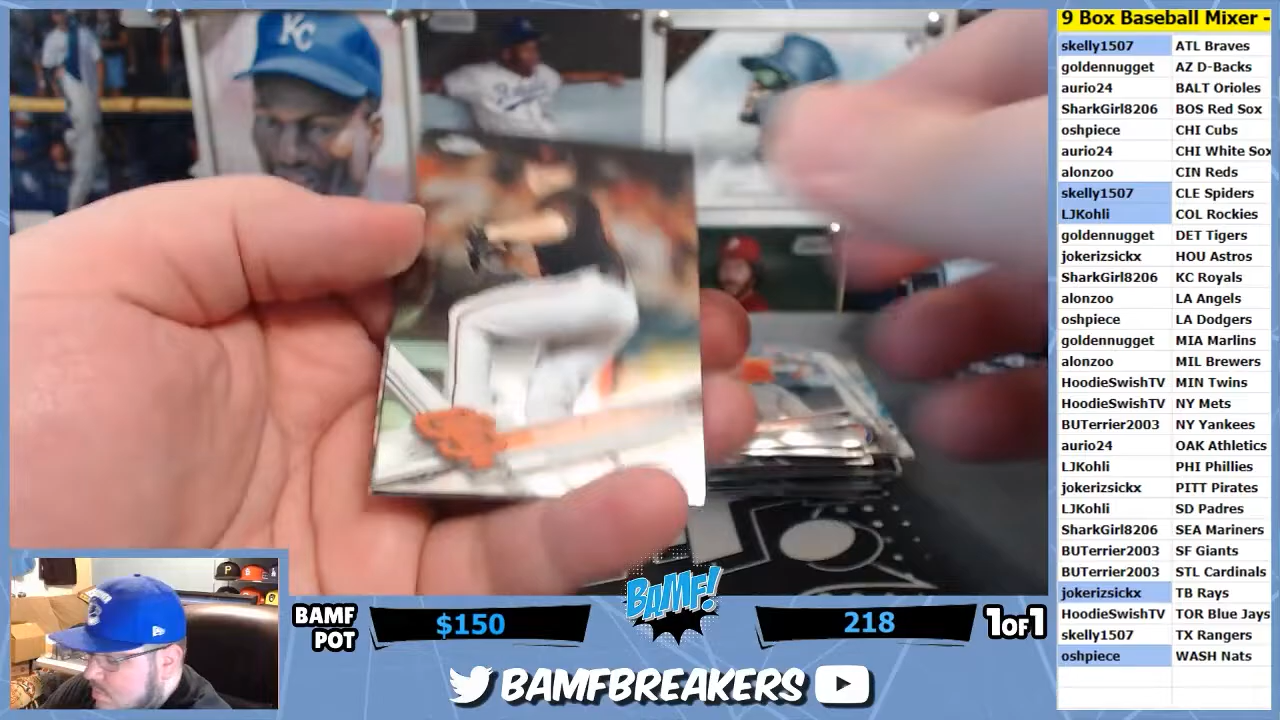 9 Box Baseball Mixer -
skelly1507 ATL Braves
goldennugget AZ D-Backs
aurio24 BALT Orioles
SharkGirl8206 BOS Red Sox
oshpiece CHI Cubs
aurio24 CHI White Sox
alonzoo CIN Reds
skelly1507 CLE Spiders
LJKohli COL Rockies
goldennugget DET Tigers
jokerizsickx HOU Astros
SharkGirl8206 KC Royals
alonzoo LA Angels
oshpiece LA Dodgers
goldennugget MIA Marlins
alonzoo MIL Brewers
HoodieSwishTV MIN Twins
HoodieSwishTV NY Mets
BUTerrier2003 NY Yankees
aurio24 OAK Athletics
LJKohli PHI Phillies
jokerizsickx PITT Pirates
LJKohli SD Padres
SharkGirl8206 SEA Mariners
BUTerrier2003 SF Giants
BUTerrier2003 STL Cardinals
jokerizsickx TB Rays
HoodieSwishTV TOR Blue Jays
skelly1507 TX Rangers
oshpiece WASH Nats
KC
BAMF POT
$150
BAMF!
218
1OF1
BAMFBREAKERS